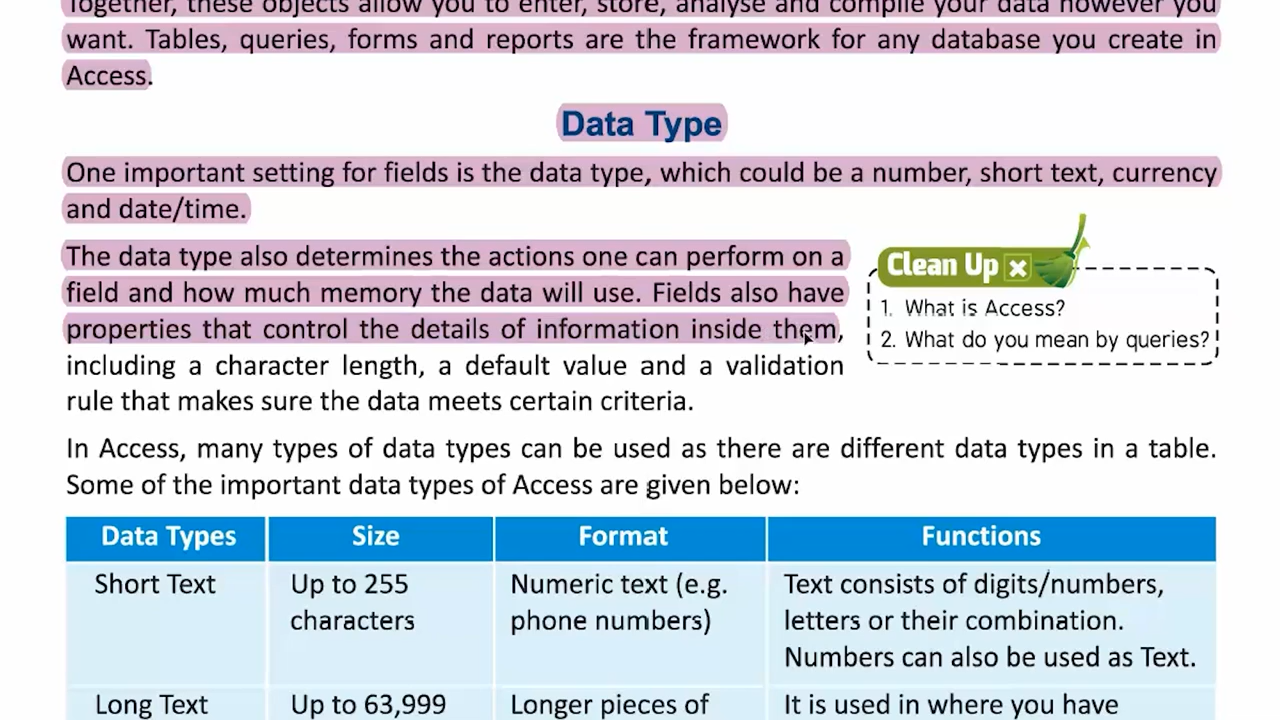 Together, these objects allow you to enter, store, analyse and compile your data however you
want. Tables, queries, forms and reports are the framework for any database you create in
Access.
Data Type
One important setting for fields is the data type, which could be a number, short text, currency
and date/time.
The data type also determines the actions one can perform on a
field and how much memory the data will use. Fields also have
properties that control the details of information inside them,
including a character length, a default value and a validation
rule that makes sure the data meets certain criteria.
Clean Up
1. What is Access?
2. What do you mean by queries?
In Access, many types of data types can be used as there are different data types in a table.
Some of the important data types of Access are given below:
Data Types Size Format Functions
Short Text Up to 255 Numeric text (e.g. Text consists of digits/numbers,
characters phone numbers) letters or their combination.
Numbers can also be used as Text.
Long Text Up to 63,999 Longer pieces of It is used in where you have